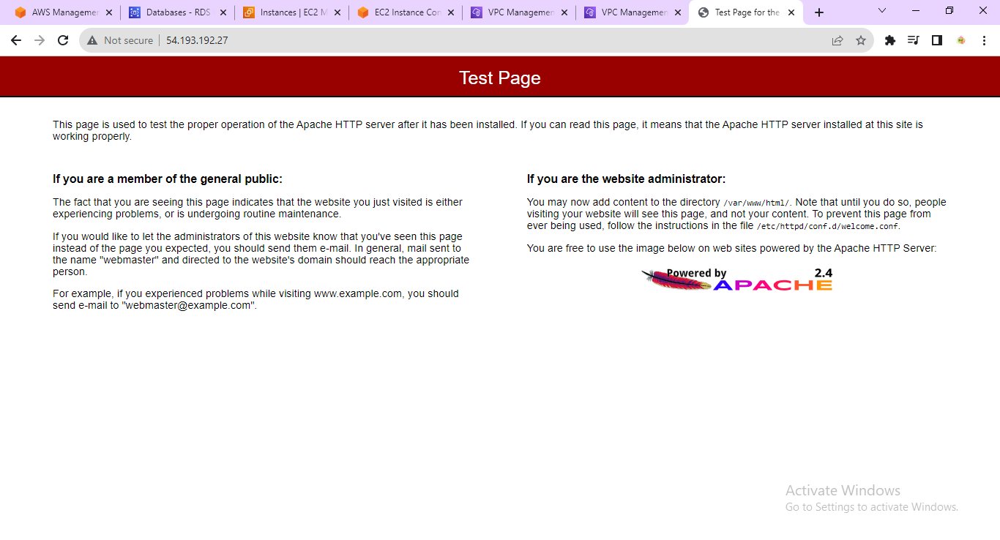 AWS Managemen
Databases - RDS
Instances | EC2 M
EC2 Instance Con
VPC Managemen
VPC Managemen
Test Page for the
Not secure
54.193.192.27
Test Page
This page is used to test the proper operation of the Apache HTTP server after it has been installed. If you can read this page, it means that the Apache HTTP server installed at this site is
working properly.
If you are a member of the general public:
The fact that you are seeing this page indicates that the website you just visited is either
experiencing problems, or is undergoing routine maintenance.
If you would like to let the administrators of this website know that you've seen this page
instead of the page you expected, you should send them e-mail. In general, mail sent to
the name "webmaster" and directed to the website's domain should reach the appropriate
person.
For example, if you experienced problems while visiting www.example.com, you should
send e-mail to "webmaster@example.com".
If you are the website administrator:
You may now add content to the directory /var/www/html/. Note that until you do so, people
visiting your website will see this page, and not your content. To prevent this page from
ever being used, follow the instructions in the file /etc/httpd/conf.d/welcome.conf.
You are free to use the image below on web sites powered by the Apache HTTP Server:
Powered by 2.4
APACHE
Activate Windows
Go to Settings to activate Windows.